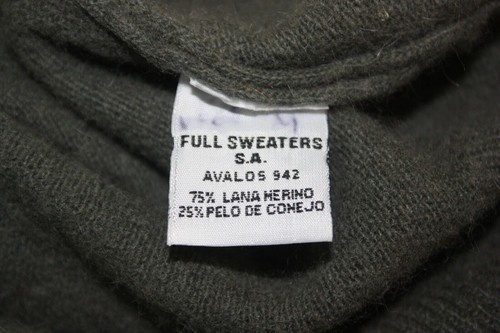 FULL SWEATERS
S.A.
AVALOS 942
75% LANA MERINO
25% PELO DE CONEJO